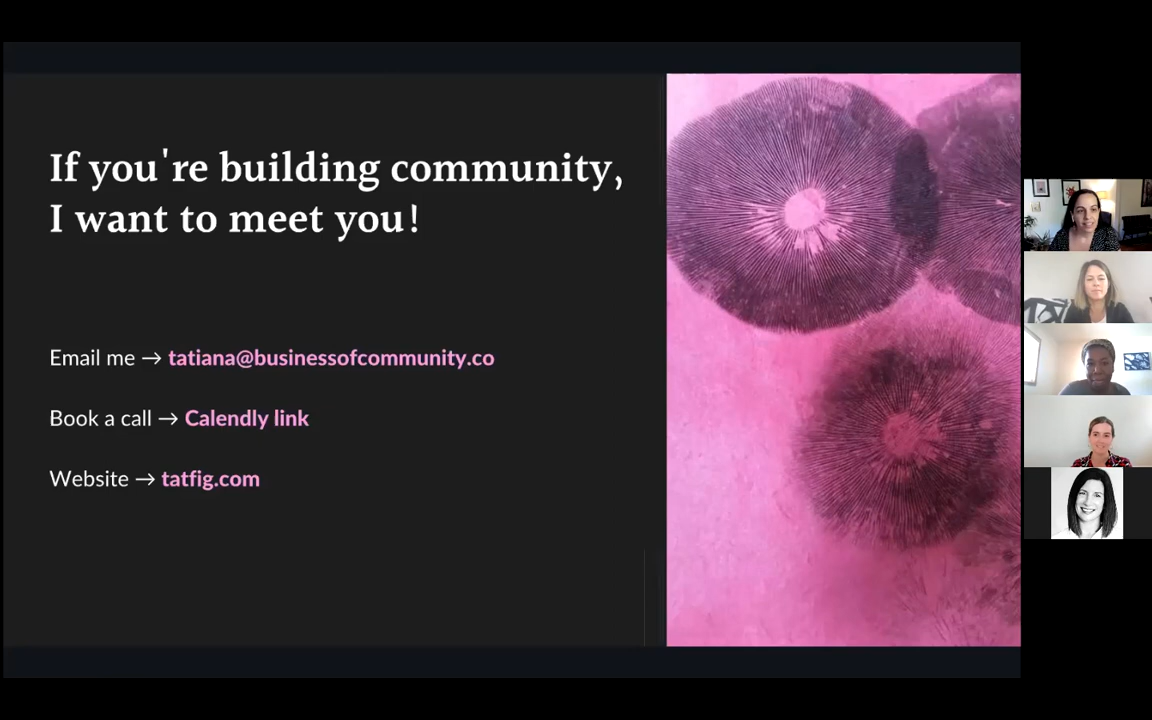 If you're building community,
I want to meet you!
Email me → tatiana@businessofcommunity.co
Book a call → Calendly link
Website → tatfig.com